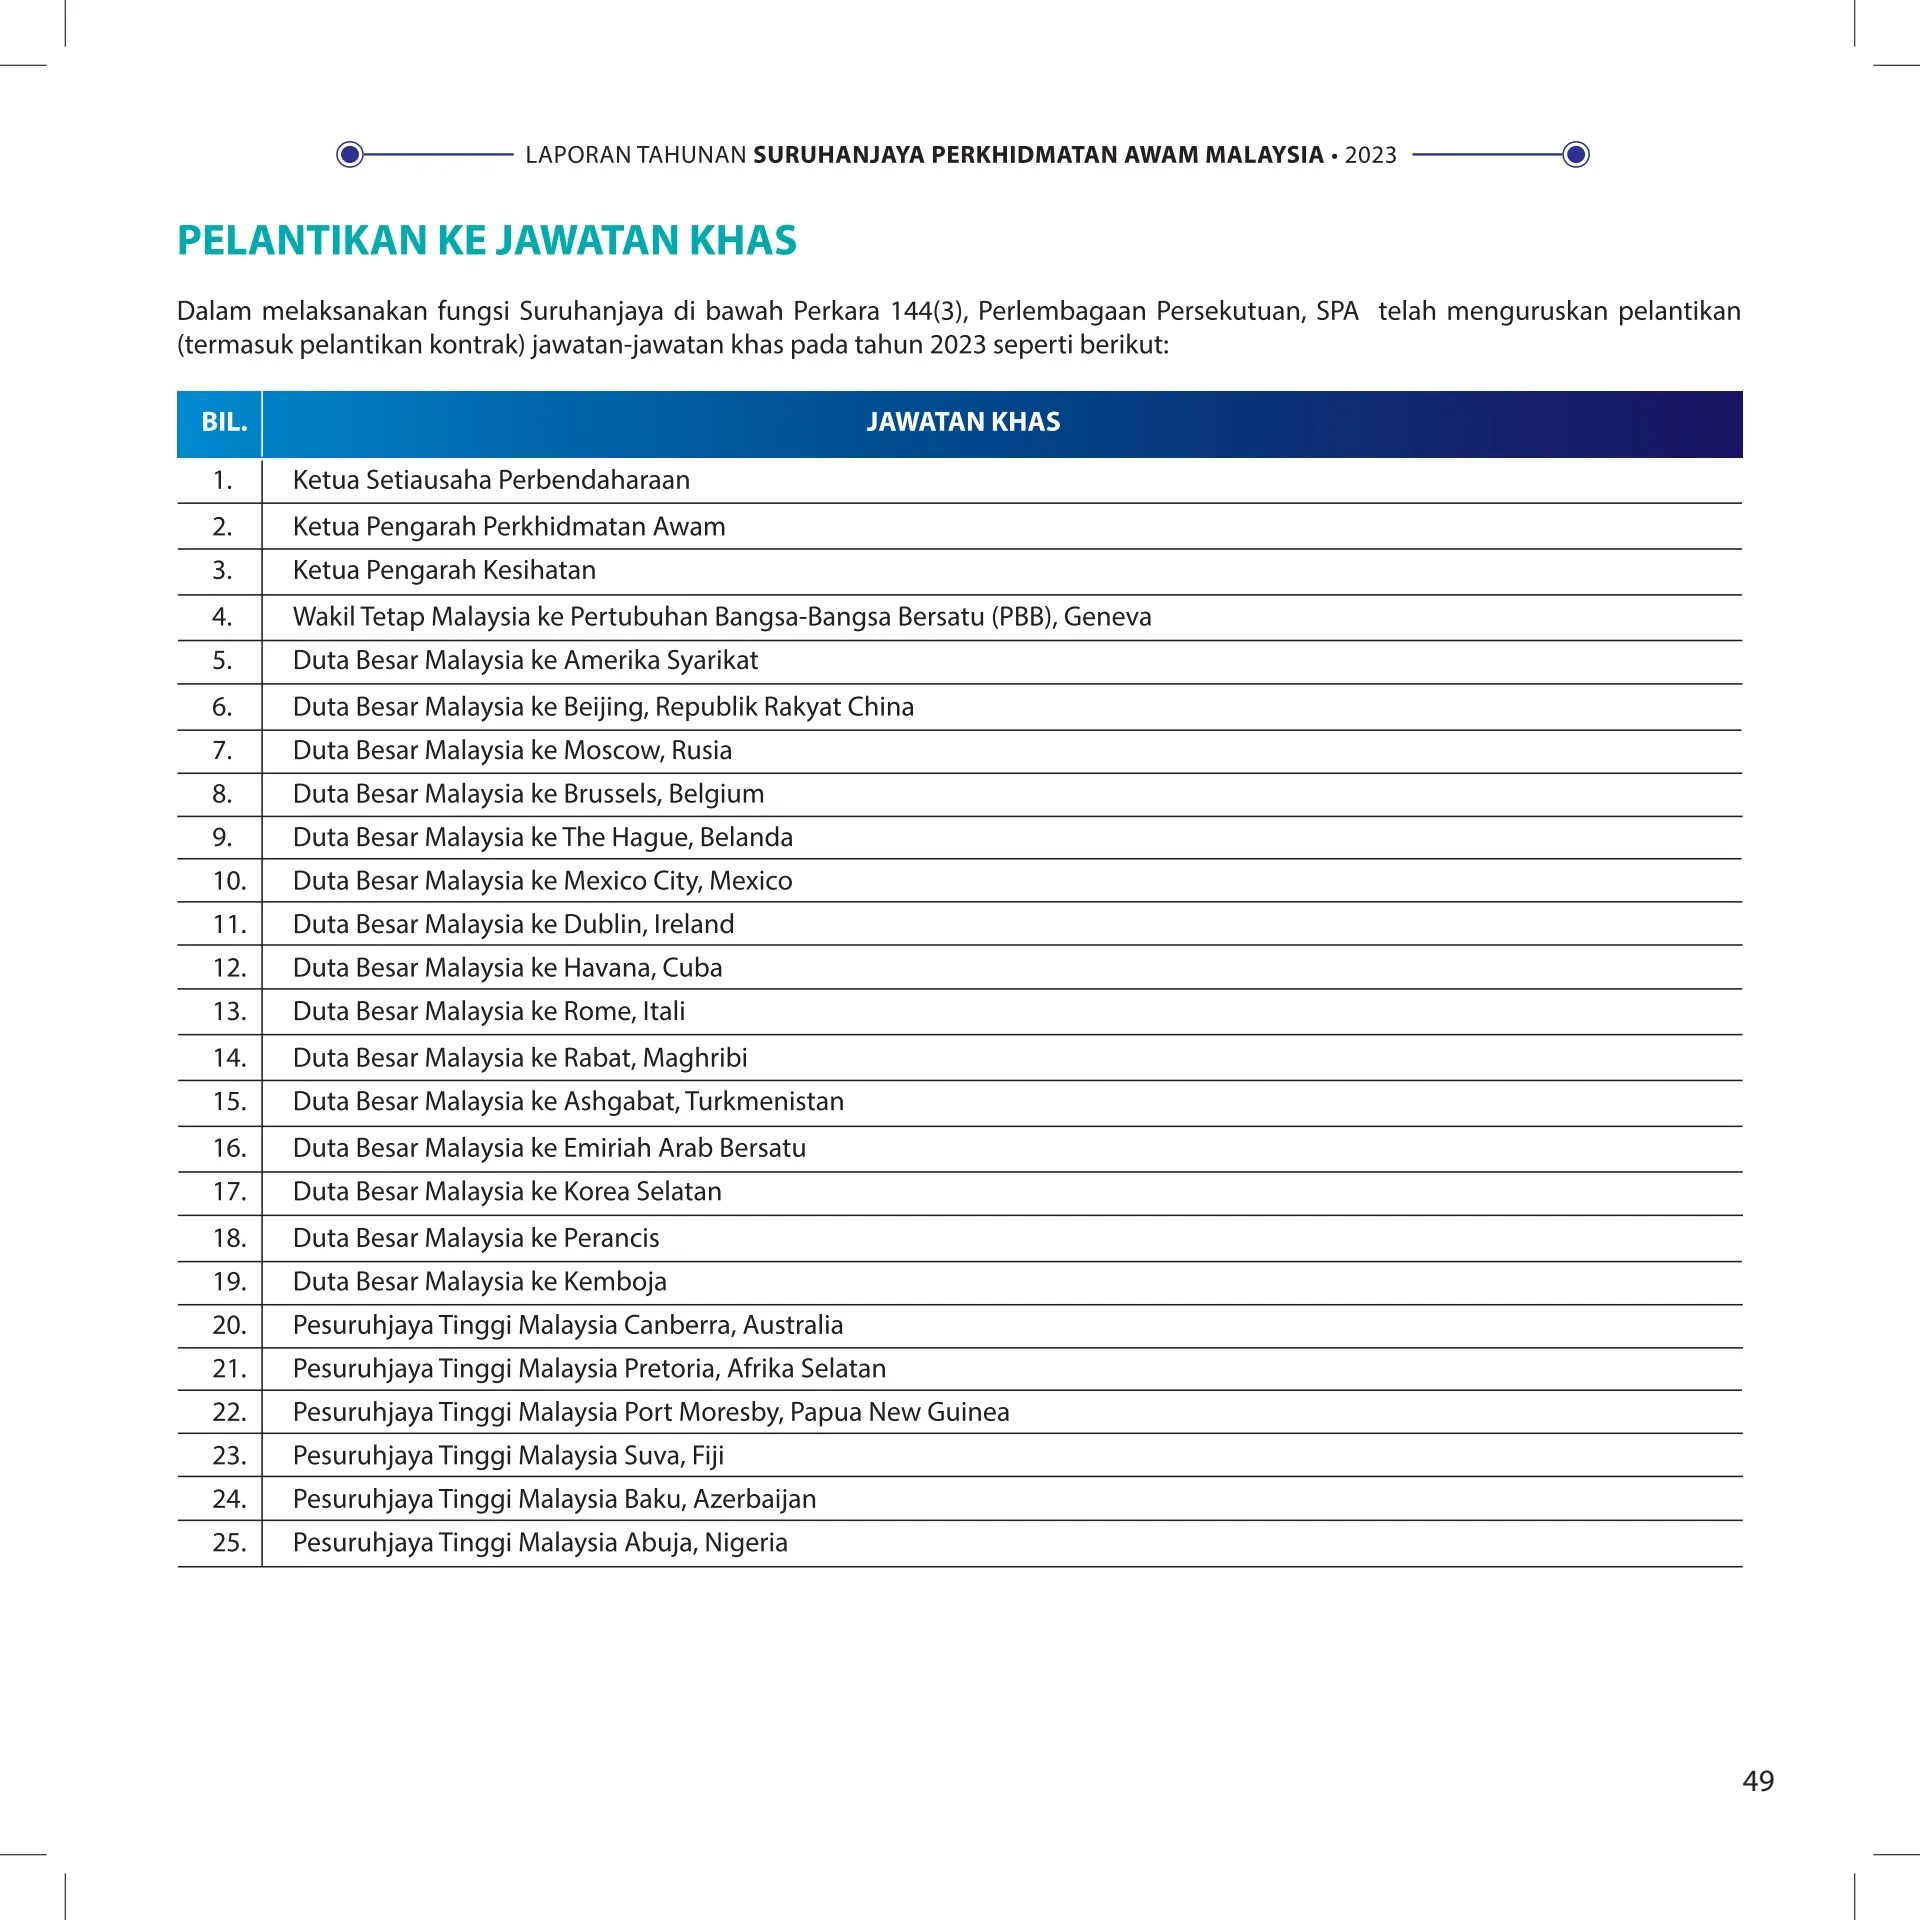 LAPORAN TAHUNAN SURUHANJAYA PERKHIDMATAN AWAM MALAYSIA • 2023
PELANTIKAN KE JAWATAN KHAS
Dalam melaksanakan fungsi Suruhanjaya di bawah Perkara 144(3), Perlembagaan Persekutuan, SPA telah menguruskan pelantikan
(termasuk pelantikan kontrak) jawatan-jawatan khas pada tahun 2023 seperti berikut:
BIL. JAWATAN KHAS
1. Ketua Setiausaha Perbendaharaan
2. Ketua Pengarah Perkhidmatan Awam
3. Ketua Pengarah Kesihatan
4. Wakil Tetap Malaysia ke Pertubuhan Bangsa-Bangsa Bersatu (PBB), Geneva
5. Duta Besar Malaysia ke Amerika Syarikat
6. Duta Besar Malaysia ke Beijing, Republik Rakyat China
7. Duta Besar Malaysia ke Moscow, Rusia
8. Duta Besar Malaysia ke Brussels, Belgium
9. Duta Besar Malaysia ke The Hague, Belanda
10. Duta Besar Malaysia ke Mexico City, Mexico
11. Duta Besar Malaysia ke Dublin, Ireland
12. Duta Besar Malaysia ke Havana, Cuba
13. Duta Besar Malaysia ke Rome, Itali
14. Duta Besar Malaysia ke Rabat, Maghribi
15. Duta Besar Malaysia ke Ashgabat, Turkmenistan
16. Duta Besar Malaysia ke Emiriah Arab Bersatu
17. Duta Besar Malaysia ke Korea Selatan
18. Duta Besar Malaysia ke Perancis
19. Duta Besar Malaysia ke Kemboja
20. Pesuruhjaya Tinggi Malaysia Canberra, Australia
21. Pesuruhjaya Tinggi Malaysia Pretoria, Afrika Selatan
22. Pesuruhjaya Tinggi Malaysia Port Moresby, Papua New Guinea
23. Pesuruhjaya Tinggi Malaysia Suva, Fiji
24. Pesuruhjaya Tinggi Malaysia Baku, Azerbaijan
25. Pesuruhjaya Tinggi Malaysia Abuja, Nigeria
49